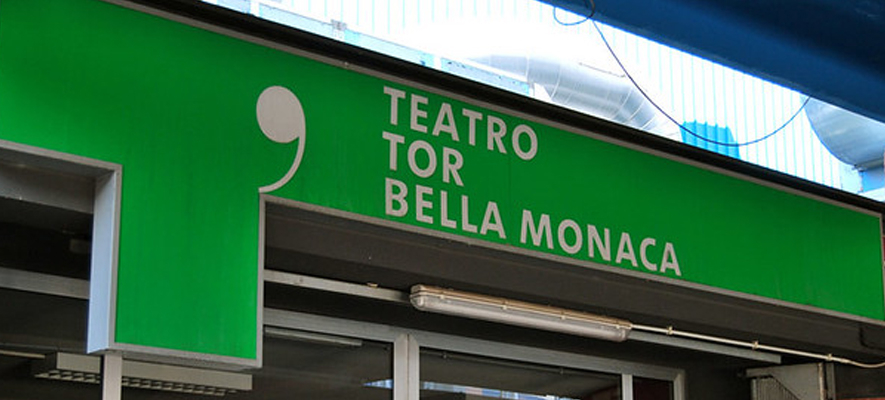 TEATRO
TOR
BELLA MONACA